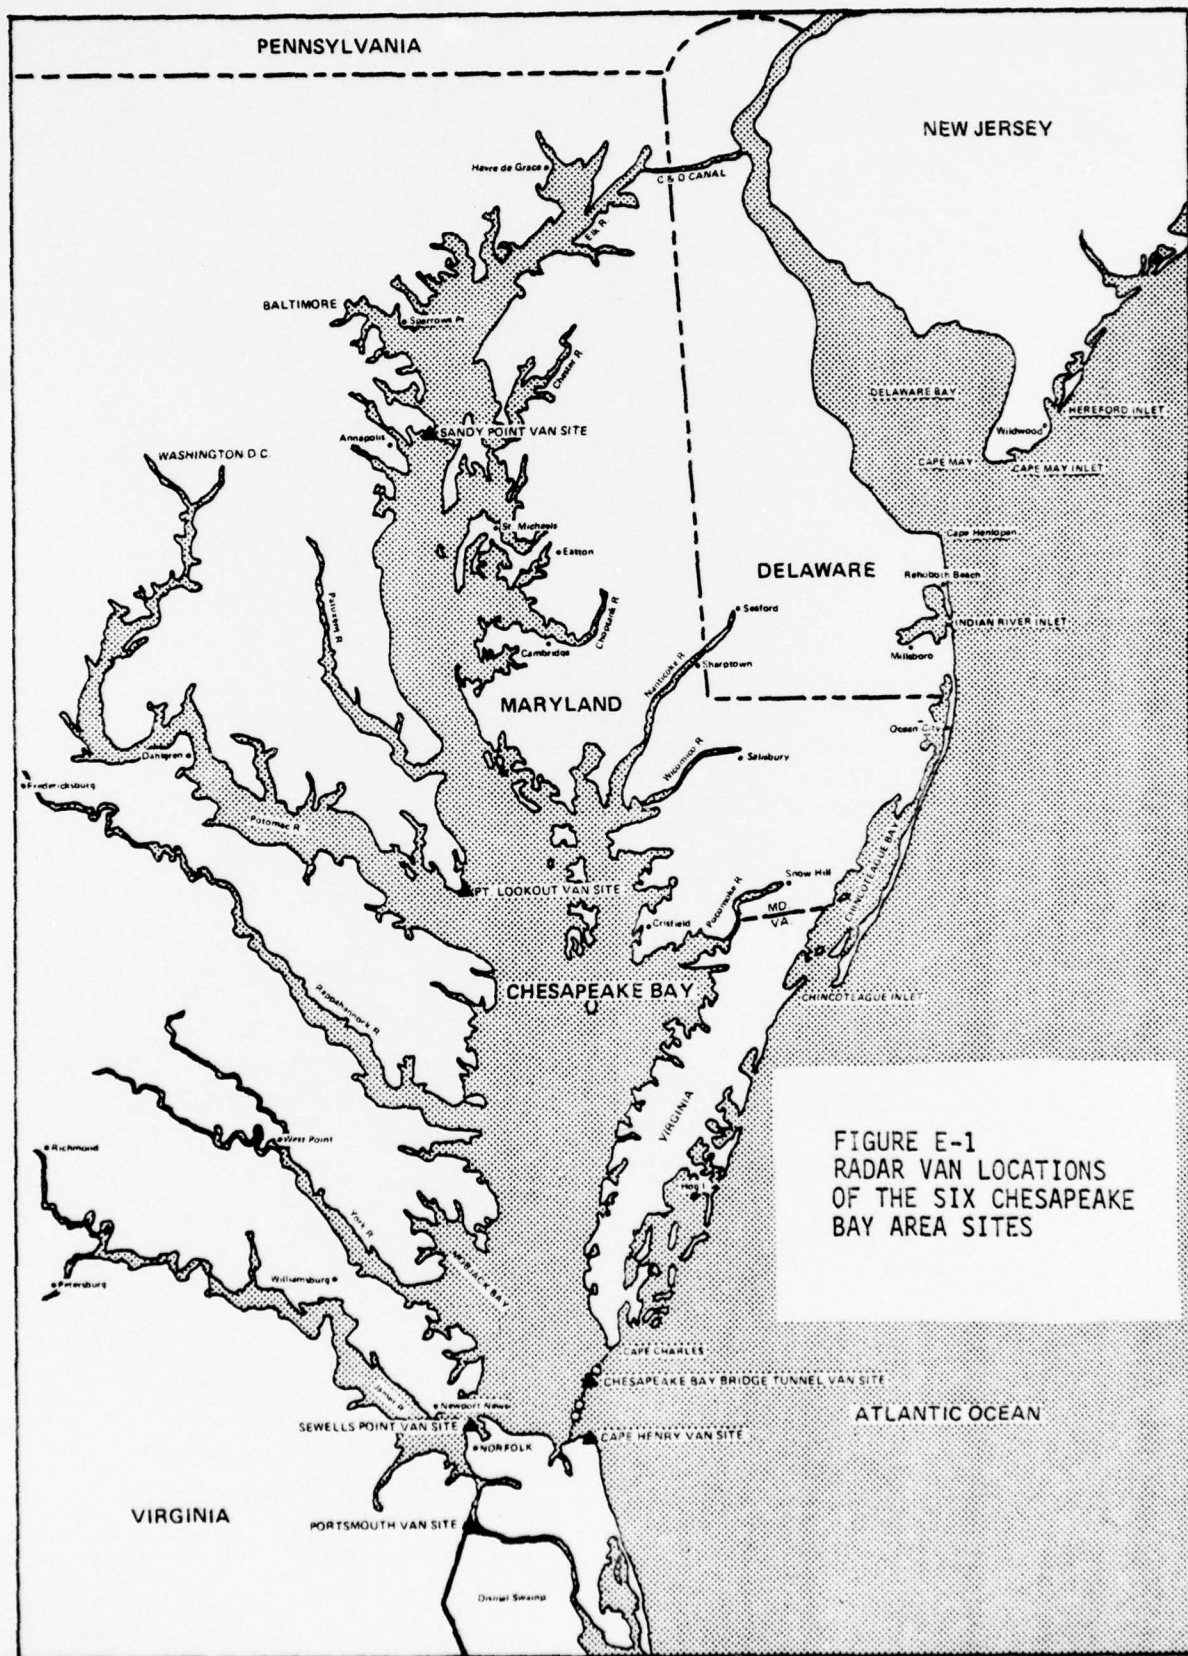 PENNSYLVANIA
NEW JERSEY
Havre de Grace
C & D CANAL
Elk R
BALTIMORE
Sparrows Pt
Chester R
DELAWARE BAY
HEREFORD INLET
Wildwood
SANDY POINT VAN SITE
Annapolis
WASHINGTON D.C.
CAPE MAY
CAPE MAY INLET
St. Michaels
Easton
Cape Henlopen
DELAWARE
Rehoboth Beach
Patuxent R
Choptank R
Seaford
INDIAN RIVER INLET
Cambridge
Millsboro
Nanticoke R
Sharptown
MARYLAND
Ocean City
Dahlgren
Wicomico R
Salisbury
Fredericksburg
Potomac R
CHINCOTEAGUE BAY
PT. LOOKOUT VAN SITE
Snow Hill
Pocomoke R
MD.
VA.
Crisfield
CHESAPEAKE BAY
CHINCOTEAGUE INLET
Rappahannock R
VIRGINIA
West Point
Richmond
FIGURE E-1
RADAR VAN LOCATIONS
OF THE SIX CHESAPEAKE
BAY AREA SITES
Hog I.
York R
MOBJACK BAY
Williamsburg
Petersburg
CAPE CHARLES
CHESAPEAKE BAY BRIDGE TUNNEL VAN SITE
James R
Newport News
ATLANTIC OCEAN
SEWELLS POINT VAN SITE
CAPE HENRY VAN SITE
NORFOLK
VIRGINIA
PORTSMOUTH VAN SITE
Dismal Swamp